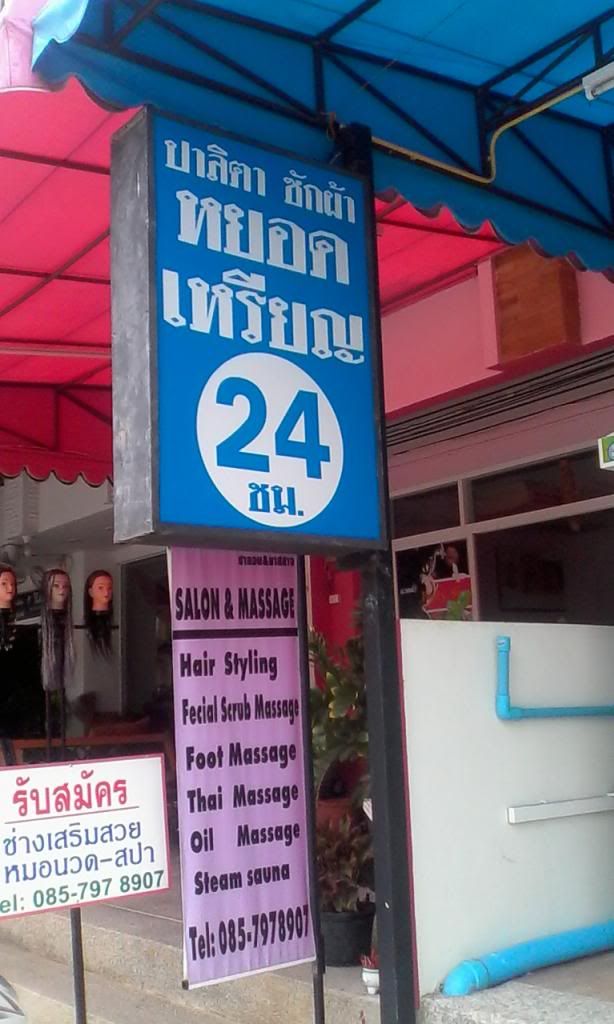 ปาลิตา ซักผ้า
หยอด
เหรียญ
24
ชม.
SALON & MASSAGE
Hair Styling
Fecial Scrub Massage
Foot Massage
Thai Massage
Oil Massage
Steam sauna
Tel: 085-7978907
รับสมัคร
ช่างเสริมสวย
หมอนวด-สปา
el: 085-797 8907